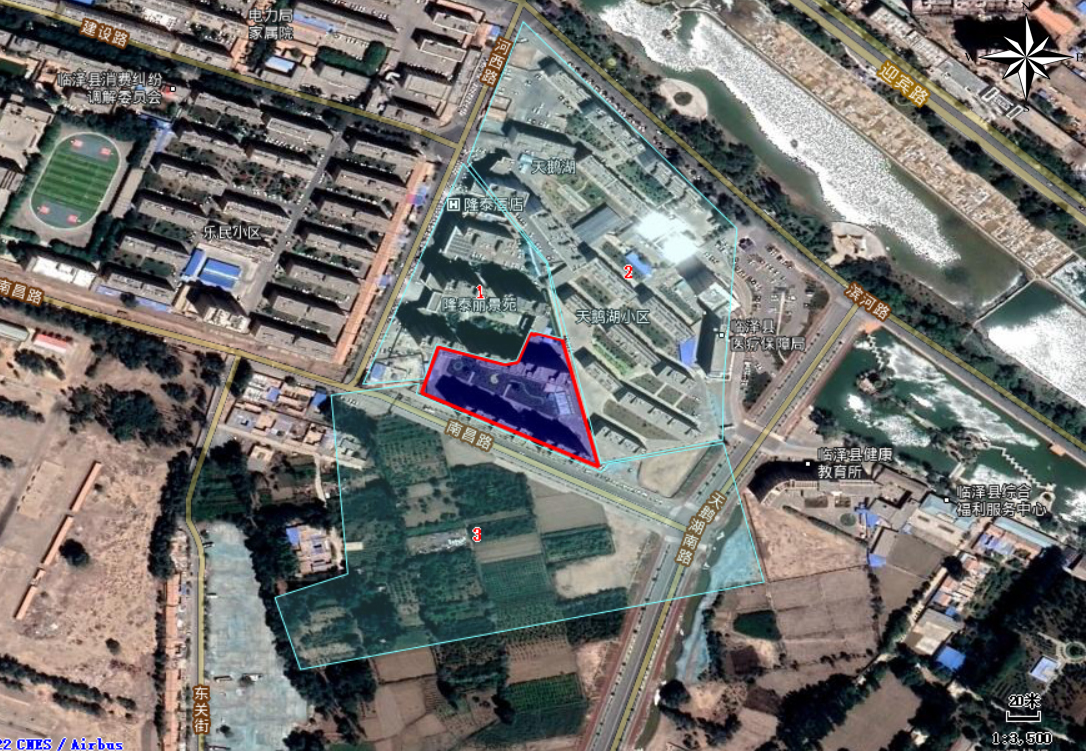 电力局
家属院
建设路
河西路
临泽县消费纠纷
调解委员会
迎宾路
天鹅湖
H 隆泰酒店
乐民小区
2
1
隆泰丽景苑
天鹅湖小区
滨河路
南昌路
临泽县
医疗保障局
南昌路
临泽县健康
教育所
临泽县综合
福利服务中心
天鹅湖南路
3
东关街
20米
1:3,500
22 CNES / Airbus